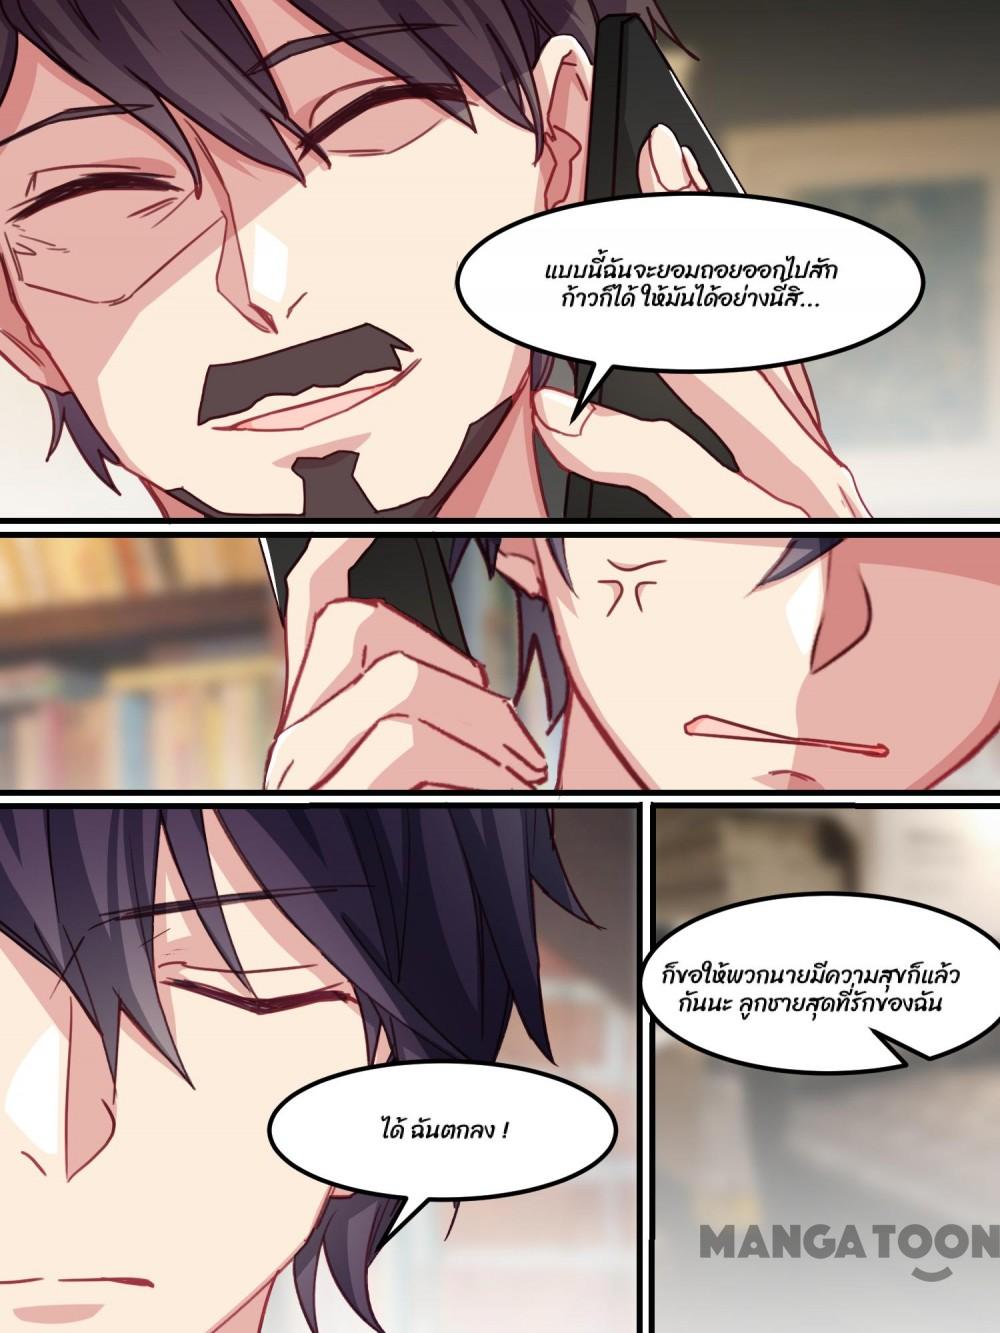 แบบนี้ฉันจะยอมถอยออกไปสัก
ก้าวก็ได้ ให้มันได้อย่างนี้สิ...
ก็ขอให้พวกนายมีความสุขก็แล้ว
กันนะ ลูกชายสุดที่รักของฉัน
ได้ ฉันตกลง !
MANGATOON